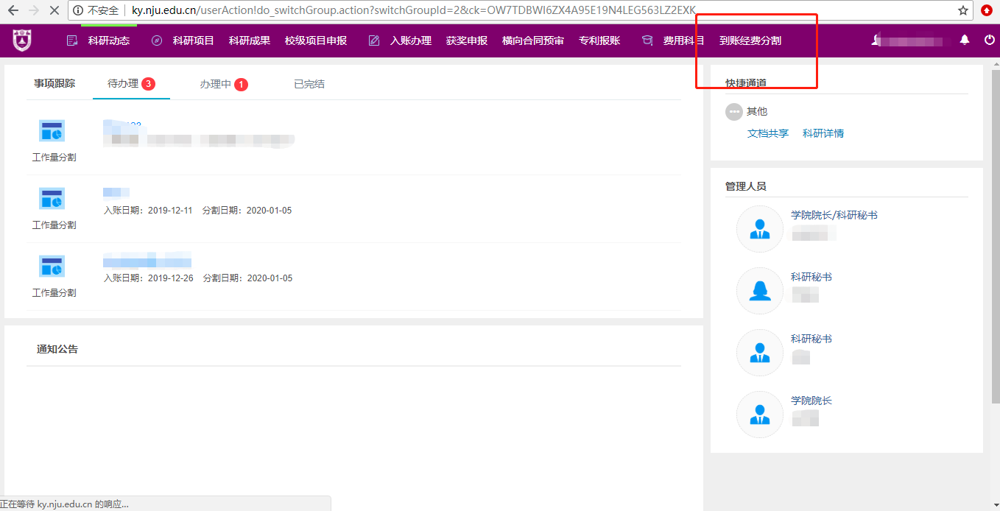 不安全 ky.nju.edu.cn/userAction!do_switchGroup.action?switchGroupId=2&ck=OW7TDBWI6ZX4A95E19N4LEG563LZ2EXK
科研动态 科研项目 科研成果 校级项目申报 入账办理 获奖申报 横向合同预审 专利报账 费用科目 到账经费分割
事项跟踪 待办理 3 办理中 1 已完结
工作量分割
入账日期：2019-12-11 分割日期：2020-01-05
工作量分割
入账日期：2019-12-26 分割日期：2020-01-05
工作量分割
通知公告
快捷通道
其他
文档共享 科研详情
管理人员
学院院长/科研秘书
科研秘书
科研秘书
学院院长
正在等待 ky.nju.edu.cn 的响应...